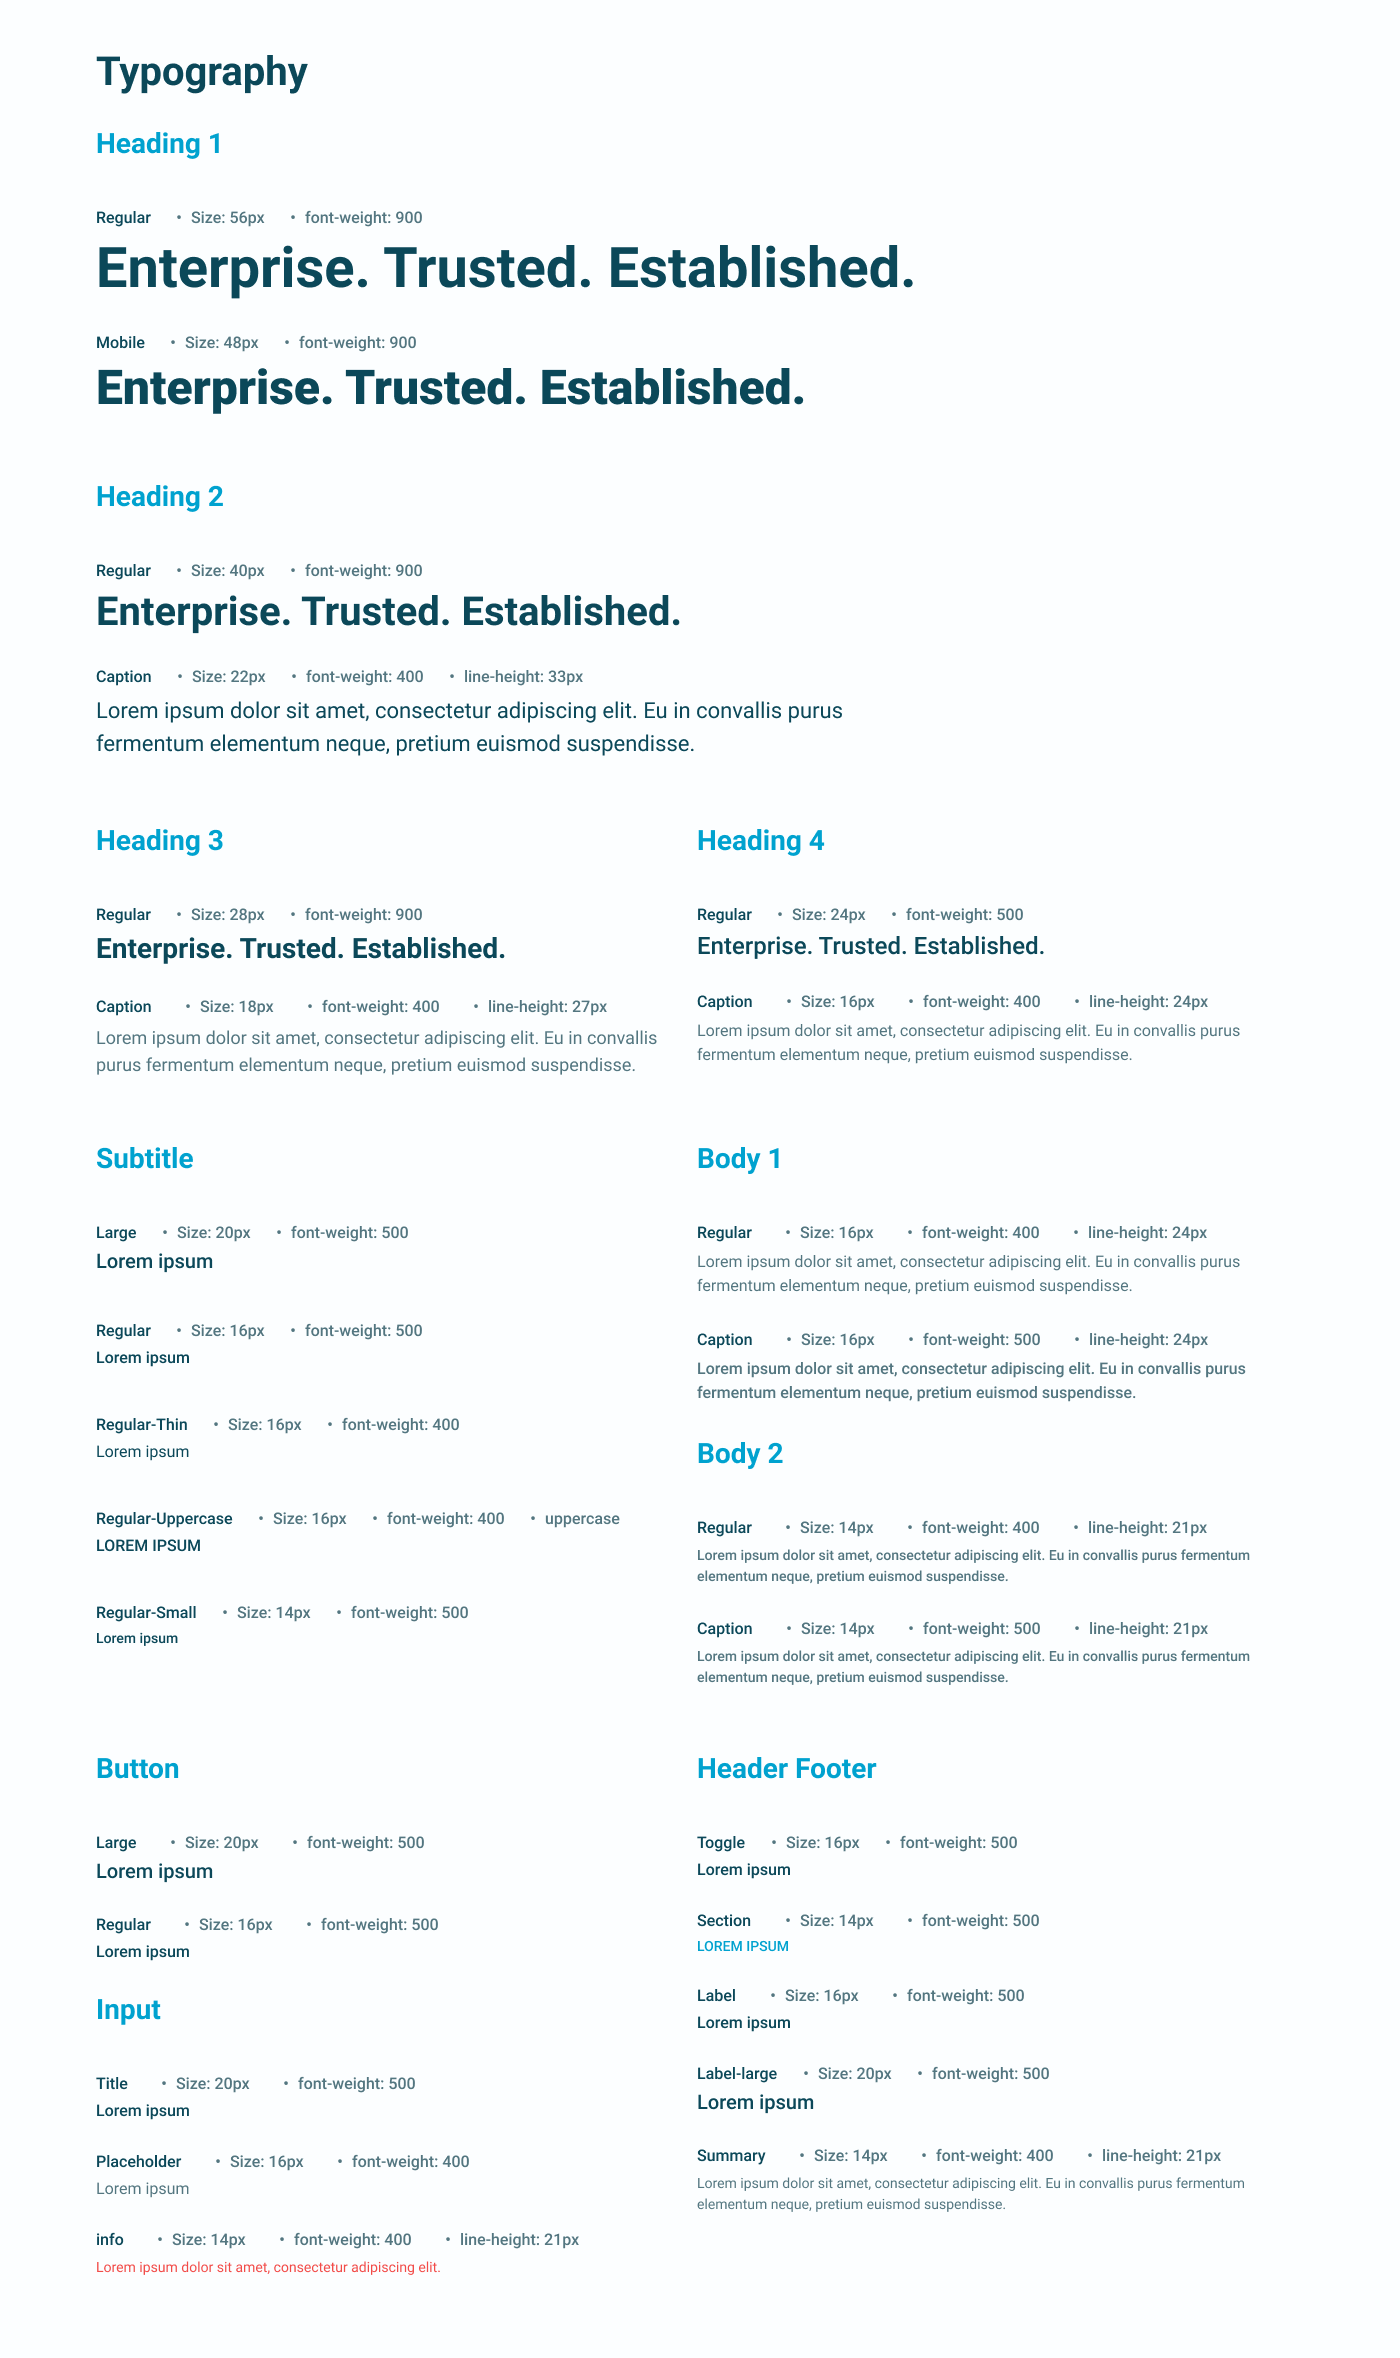 Typography
Heading 1
Regular • Size: 56px • font-weight: 900
Enterprise. Trusted. Established.
Mobile • Size: 48px • font-weight: 900
Enterprise. Trusted. Established.
Heading 2
Regular • Size: 40px • font-weight: 900
Enterprise. Trusted. Established.
Caption • Size: 22px • font-weight: 400 • line-height: 33px
Lorem ipsum dolor sit amet, consectetur adipiscing elit. Eu in convallis purus
fermentum elementum neque, pretium euismod suspendisse.
Heading 3
Regular • Size: 28px • font-weight: 900
Enterprise. Trusted. Established.
Caption • Size: 18px • font-weight: 400 • line-height: 27px
Lorem ipsum dolor sit amet, consectetur adipiscing elit. Eu in convallis
purus fermentum elementum neque, pretium euismod suspendisse.
Heading 4
Regular • Size: 24px • font-weight: 500
Enterprise. Trusted. Established.
Caption • Size: 16px • font-weight: 400 • line-height: 24px
Lorem ipsum dolor sit amet, consectetur adipiscing elit. Eu in convallis purus
fermentum elementum neque, pretium euismod suspendisse.
Subtitle
Large • Size: 20px • font-weight: 500
Lorem ipsum
Regular • Size: 16px • font-weight: 500
Lorem ipsum
Regular-Thin • Size: 16px • font-weight: 400
Lorem ipsum
Regular-Uppercase • Size: 16px • font-weight: 400 • uppercase
LOREM IPSUM
Regular-Small • Size: 14px • font-weight: 500
Lorem ipsum
Body 1
Regular • Size: 16px • font-weight: 400 • line-height: 24px
Lorem ipsum dolor sit amet, consectetur adipiscing elit. Eu in convallis purus
fermentum elementum neque, pretium euismod suspendisse.
Caption • Size: 16px • font-weight: 500 • line-height: 24px
Lorem ipsum dolor sit amet, consectetur adipiscing elit. Eu in convallis purus
fermentum elementum neque, pretium euismod suspendisse.
Body 2
Regular • Size: 14px • font-weight: 400 • line-height: 21px
Lorem ipsum dolor sit amet, consectetur adipiscing elit. Eu in convallis purus fermentum
elementum neque, pretium euismod suspendisse.
Caption • Size: 14px • font-weight: 500 • line-height: 21px
Lorem ipsum dolor sit amet, consectetur adipiscing elit. Eu in convallis purus fermentum
elementum neque, pretium euismod suspendisse.
Button
Large • Size: 20px • font-weight: 500
Lorem ipsum
Regular • Size: 16px • font-weight: 500
Lorem ipsum
Input
Title • Size: 20px • font-weight: 500
Lorem ipsum
Placeholder • Size: 16px • font-weight: 400
Lorem ipsum
info • Size: 14px • font-weight: 400 • line-height: 21px
Lorem ipsum dolor sit amet, consectetur adipiscing elit.
Header Footer
Toggle • Size: 16px • font-weight: 500
Lorem ipsum
Section • Size: 14px • font-weight: 500
LOREM IPSUM
Label • Size: 16px • font-weight: 500
Lorem ipsum
Label-large • Size: 20px • font-weight: 500
Lorem ipsum
Summary • Size: 14px • font-weight: 400 • line-height: 21px
Lorem ipsum dolor sit amet, consectetur adipiscing elit. Eu in convallis purus fermentum
elementum neque, pretium euismod suspendisse.